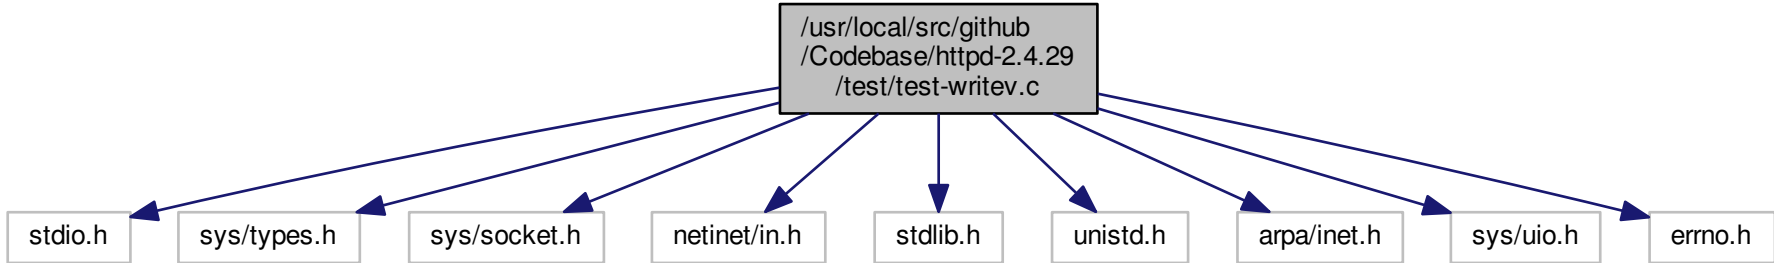 /usr/local/src/github
/Codebase/httpd-2.4.29
/test/test-writev.c
stdio.h
sys/types.h
sys/socket.h
netinet/in.h
stdlib.h
unistd.h
arpa/inet.h
sys/uio.h
errno.h